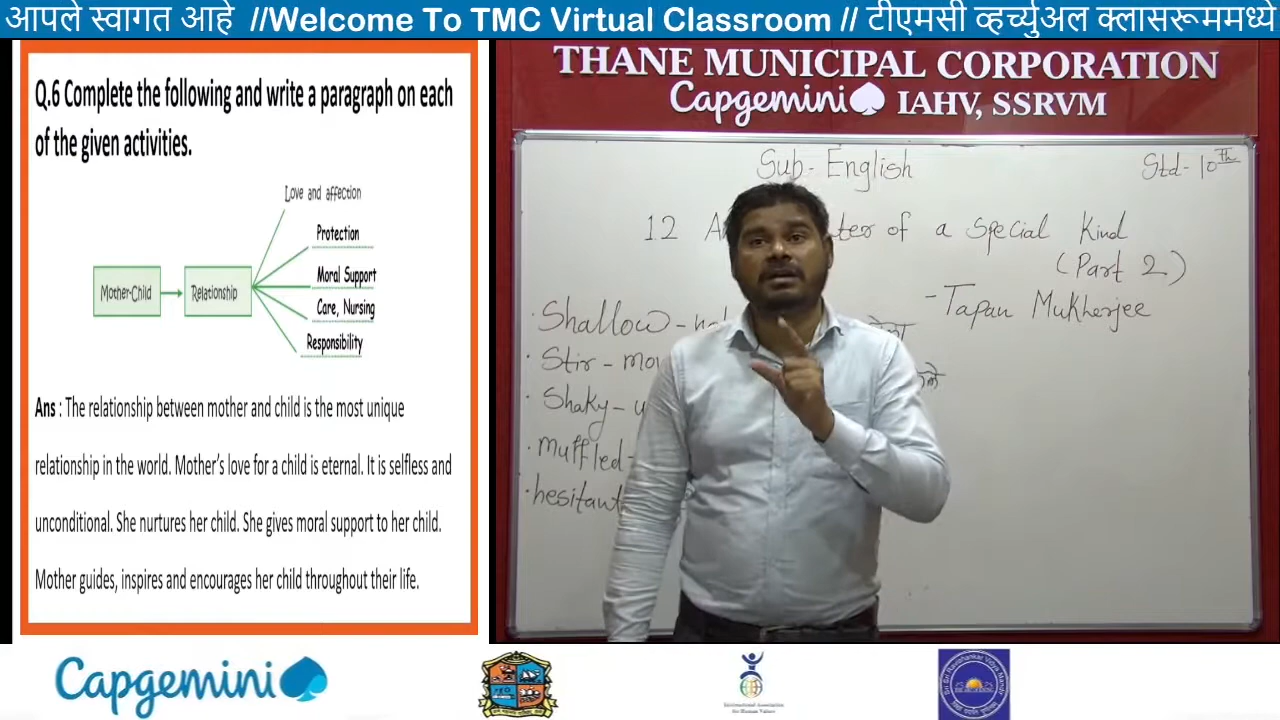 आपले स्वागत आहे //Welcome To TMC Virtual Classroom // टीएमसी व्हर्च्युअल क्लासरूममध्ये
Q.6 Complete the following and write a paragraph on each
of the given activities.
Love and affection
Protection
Moral Support
Mother-Child
Relationship
Care, Nursing
Responsibility
Ans : The relationship between mother and child is the most unique
relationship in the world. Mother's love for a child is eternal. It is selfless and
unconditional. She nurtures her child. She gives moral support to her child.
Mother guides, inspires and encourages her child throughout their life.
THANE MUNICIPAL CORPORATION
Capgemini IAHV, SSRVM
Sub- English
Std- 10th
12 of a Special Kind
(Part 2)
- Tapan Mukherjee
· Shallow -
· Stir -
· Shaky -
· muffled -
· hesitant
Capgemini
International Association
for Human Values